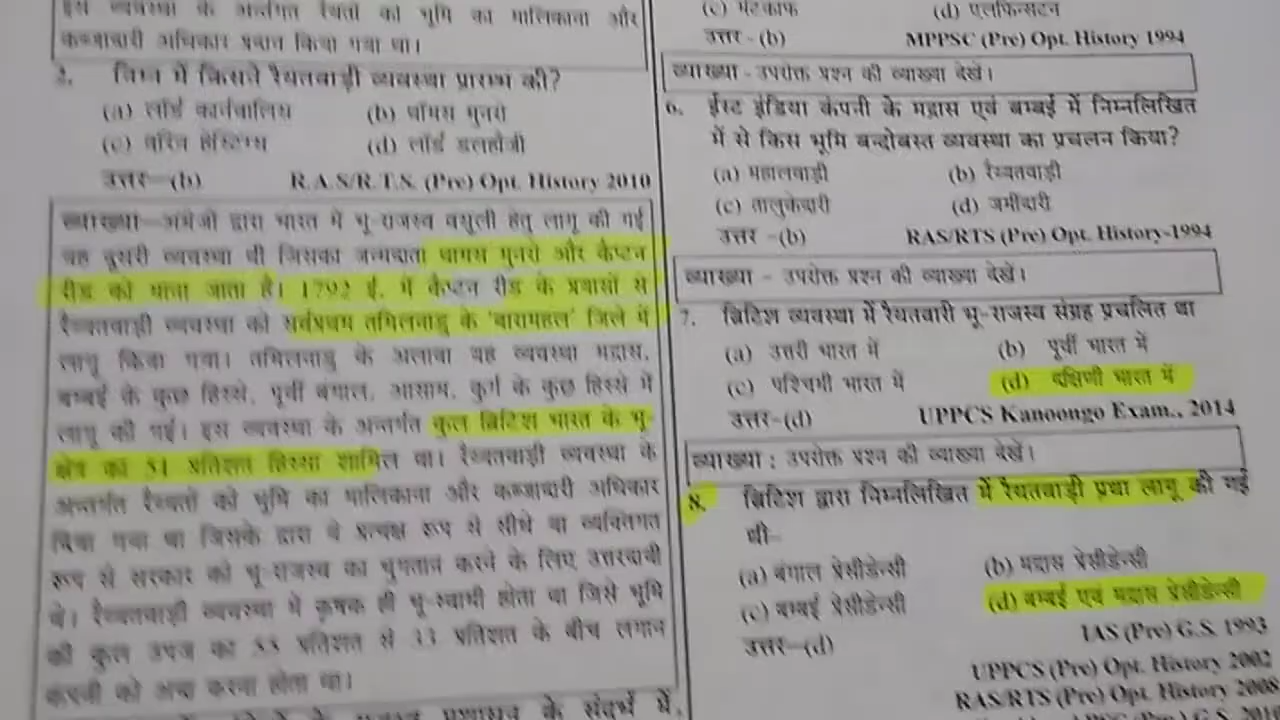 इस व्यवस्था के अन्तर्गत रैयतों को भूमि का मालिकाना और
कब्जादारी अधिकार प्रदान किया गया था।
निम्न में किसने रैयतवाड़ी व्यवस्था प्रारम्भ की?
(a) लॉर्ड कार्नवालिस (b) थॉमस मुनरो
(c) वारेन हेस्टिंग्स (d) लॉर्ड डलहौजी
उत्तर—(b) R.A.S/R.T.S. (Pre) Opt. History 2010
व्याख्या—अंग्रेजों द्वारा भारत में भू-राजस्व वसूली हेतु लागू की गई
यह दूसरी व्यवस्था थी जिसका जन्मदाता थामस मुनरो और कैप्टन
रीड को माना जाता है। 1792 ई. में कैप्टन रीड के प्रयासों से
रैय्यतवाड़ी व्यवस्था को सर्वप्रथम तमिलनाडु के 'बारामहल' जिले में
लागू किया गया। तमिलनाडु के अलावा यह व्यवस्था मद्रास,
बम्बई के कुछ हिस्से, पूर्वी बंगाल, आसाम, कुर्ग के कुछ हिस्से में
लागू की गई। इस व्यवस्था के अन्तर्गत कुल ब्रिटिश भारत के भू-
क्षेत्र का 51 प्रतिशत हिस्सा शामिल था। रैय्यतवाड़ी व्यवस्था के
अन्तर्गत रैय्यतों को भूमि का मालिकाना और कब्जादारी अधिकार
दिया गया था जिसके द्वारा ये प्रत्यक्ष रूप से सीधे या व्यक्तिगत
रूप से सरकार को भू-राजस्व का भुगतान करने के लिए उत्तरदायी
थे। रैय्यतवाड़ी व्यवस्था में कृषक ही भू-स्वामी होता था जिसे भूमि
की कुल उपज का 55 प्रतिशत से 33 प्रतिशत के बीच लगान
कंपनी को अदा करना होता था।
के राजस्व प्रशासन के संदर्भ में,
(c) मेटकाफ (d) एलफिन्सटन
उत्तर -(b) MPPSC (Pre) Opt. History 1994
व्याख्या - उपरोक्त प्रश्न की व्याख्या देखें।
6. ईस्ट इंडिया कंपनी के मद्रास एवं बम्बई में निम्नलिखित
में से किस भूमि बन्दोबस्त व्यवस्था का प्रचलन किया?
(a) महालवाड़ी (b) रैय्यतवाड़ी
(c) तालुकेदारी (d) जमींदारी
उत्तर -(b) RAS/RTS (Pre) Opt. History-1994
व्याख्या - उपरोक्त प्रश्न की व्याख्या देखें।
7. ब्रिटिश व्यवस्था में रैयतवारी भू-राजस्व संग्रह प्रचलित था
(a) उत्तरी भारत में (b) पूर्वी भारत में
(c) पश्चिमी भारत में (d) दक्षिणी भारत में
उत्तर-(d) UPPCS Kanoongo Exam., 2014
व्याख्या : उपरोक्त प्रश्न की व्याख्या देखें।
8. ब्रिटिश द्वारा निम्नलिखित में रैयतवाड़ी प्रथा लागू की गई
थी-
(a) बंगाल प्रेसीडेन्सी (b) मद्रास प्रेसीडेन्सी
(c) बम्बई प्रेसीडेन्सी (d) बम्बई एवं मद्रास प्रेसीडेन्सी
उत्तर—(d) IAS (Pre) G.S. 1993
UPPCS (Pre) Opt. History 2002
RAS/RTS (Pre) Opt. History 2008